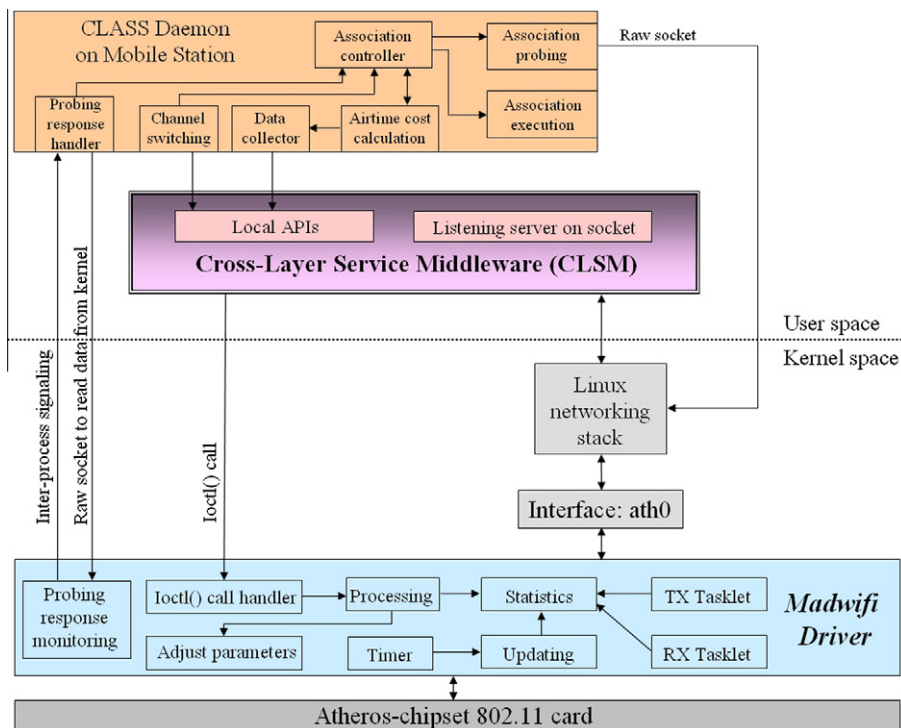 CLASS Daemon
on Mobile Station
Association
controller
Association
probing
Raw socket
Probing
response
handler
Channel
switching
Data
collector
Airtime cost
calculation
Association
execution
Local APIs
Listening server on socket
Cross-Layer Service Middleware (CLSM)
User space
Kernel space
Inter-process signaling
Raw socket to read data from kernel
Ioctl() call
Linux
networking
stack
Interface: ath0
Probing
response
monitoring
Ioctl() call handler
Processing
Statistics
TX Tasklet
Adjust parameters
Timer
Updating
RX Tasklet
Madwifi
Driver
Atheros-chipset 802.11 card